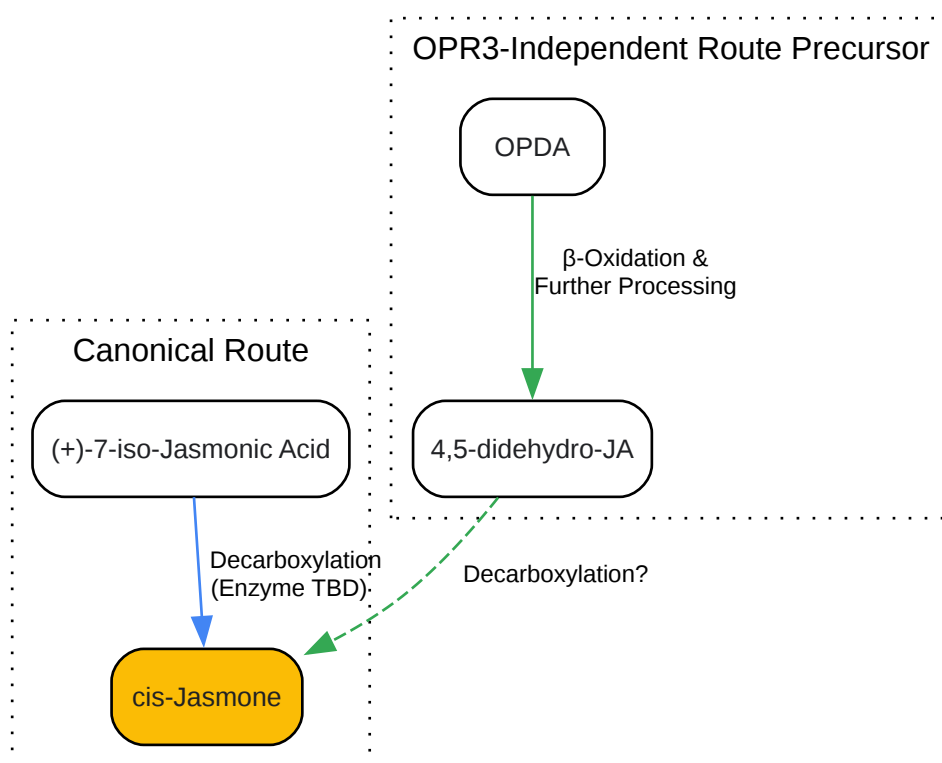 OPR3-Independent Route Precursor
OPDA
β-Oxidation &
Further Processing
Canonical Route
(+)-7-iso-Jasmonic Acid
4,5-didehydro-JA
Decarboxylation
(Enzyme TBD)
Decarboxylation?
cis-Jasmone